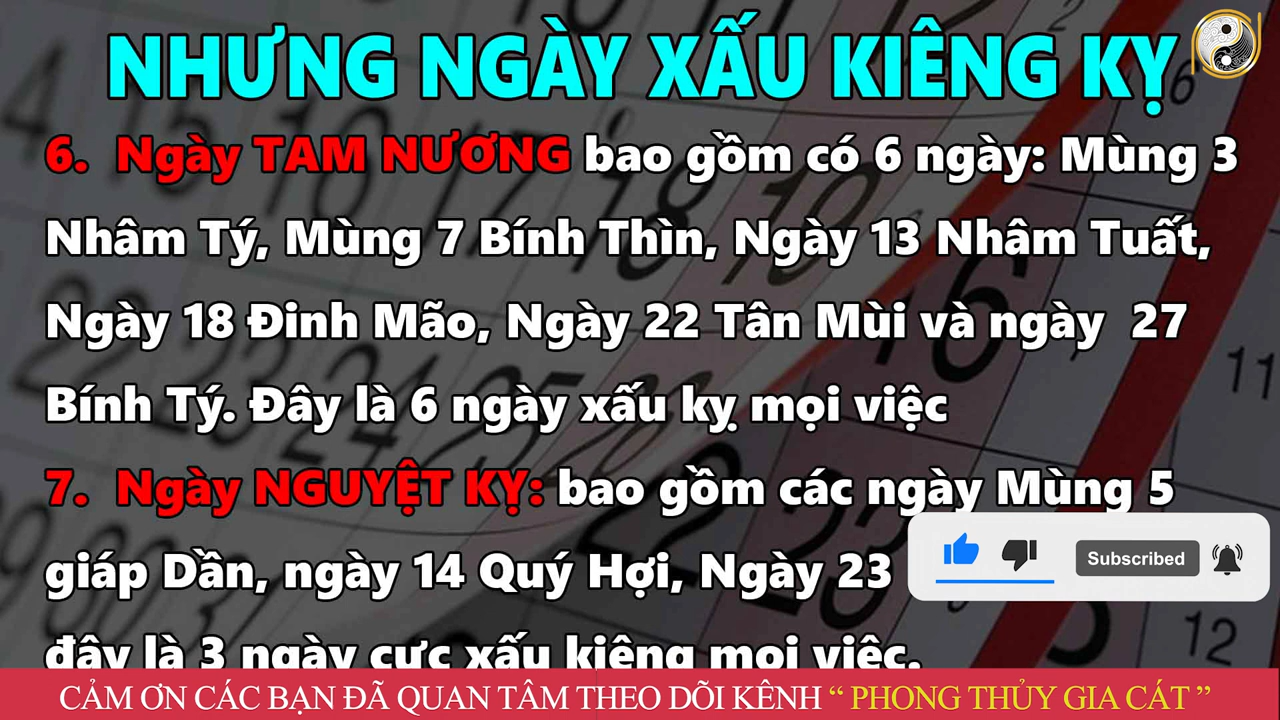 NHƯNG NGÀY XẤU KIÊNG KỴ
6. Ngày TAM NƯƠNG bao gồm có 6 ngày: Mùng 3
Nhâm Tý, Mùng 7 Bính Thìn, Ngày 13 Nhâm Tuất,
Ngày 18 Đinh Mão, Ngày 22 Tân Mùi và ngày 27
Bính Tý. Đây là 6 ngày xấu kỵ mọi việc
7. Ngày NGUYỆT KỴ: bao gồm các ngày Mùng 5
giáp Dần, ngày 14 Quý Hợi, Ngày 23
Subscribed
đây là 3 ngày cực xấu kiêng mọi việc.
CẢM ƠN CÁC BẠN ĐÃ QUAN TÂM THEO DÕI KÊNH “ PHONG THỦY GIA CÁT ”